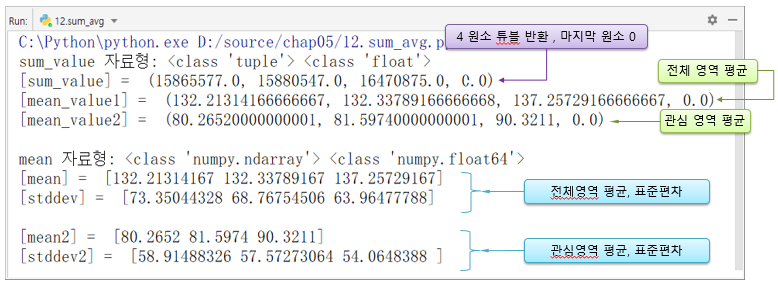 Run: 12.sum_avg
C:\Python\python.exe D:/source/chap05/12.sum_avg.p
4 원소 튜블 반환 , 마지막 원소 0
sum_value 자료형: <class 'tuple'> <class 'float'>
[sum_value] = (15865577.0, 15880547.0, 16470875.0, 0.0)
전체 영역 평균
[mean_value1] = (132.21314166666667, 132.33789166666668, 137.25729166666667, 0.0)
[mean_value2] = (80.26520000000001, 81.59740000000001, 90.3211, 0.0)
관심 영역 평균
mean 자료형: <class 'numpy.ndarray'> <class 'numpy.float64'>
[mean] = [132.21314167 132.33789167 137.25729167]
[stddev] = [73.35044328 68.76754506 63.96477788]
전체영역 평균, 표준편차
[mean2] = [80.2652 81.5974 90.3211]
[stddev2] = [58.91488326 57.57273064 54.0648388 ]
관심영역 평균, 표준편차